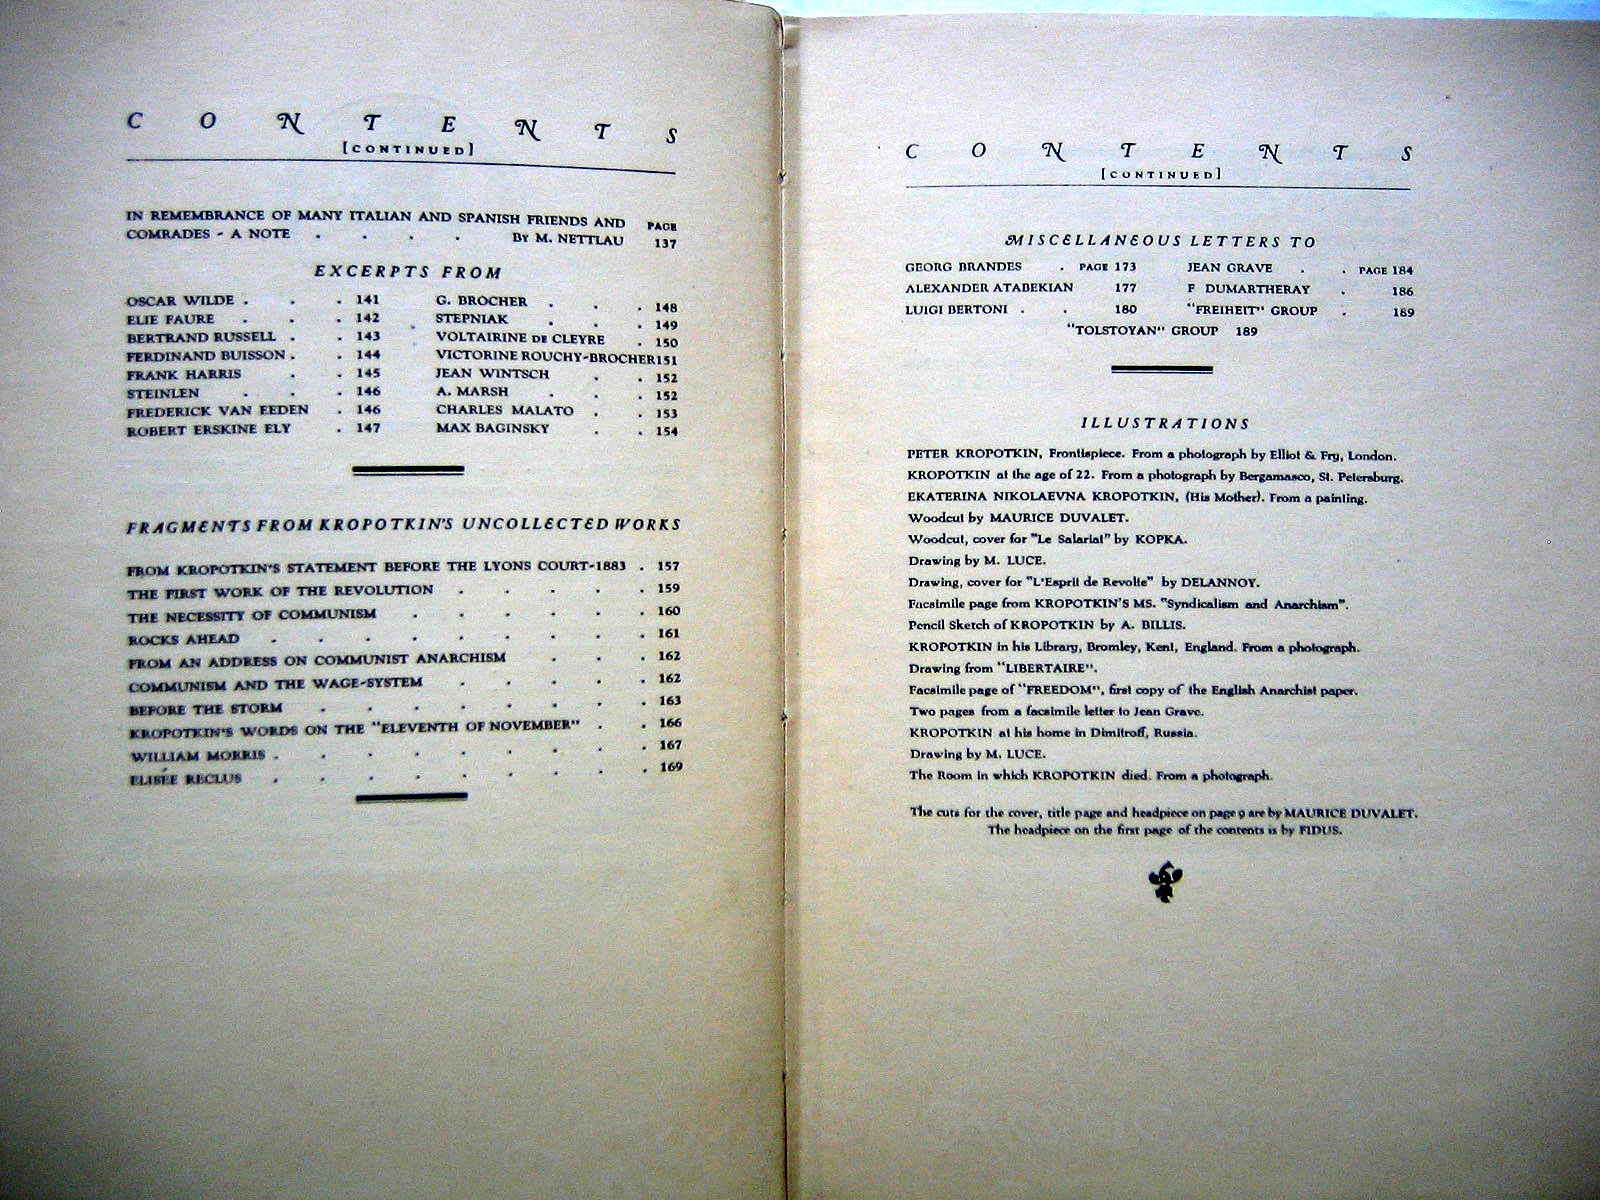 CONTENTS
[CONTINUED]
IN REMEMBRANCE OF MANY ITALIAN AND SPANISH FRIENDS AND PAGE
COMRADES - A NOTE . . . . BY M. NETTLAU 137
EXCERPTS FROM
OSCAR WILDE . . . 141 G. BROCHER . . . 148
ELIE FAURE . . . 142 STEPNIAK . . . 149
BERTRAND RUSSELL . . 143 VOLTAIRINE DE CLEYRE . 150
FERDINAND BUISSON . . 144 VICTORINE ROUCHY-BROCHER 151
FRANK HARRIS . . 145 JEAN WINTSCH . . 152
STEINLEN . . . 146 A. MARSH . . . 152
FREDERICK VAN EEDEN . 146 CHARLES MALATO . . 153
ROBERT ERSKINE ELY . 147 MAX BAGINSKY . . 154
FRAGMENTS FROM KROPOTKIN'S UNCOLLECTED WORKS
FROM KROPOTKIN'S STATEMENT BEFORE THE LYONS COURT-1883 . 157
THE FIRST WORK OF THE REVOLUTION . . . . . 159
THE NECESSITY OF COMMUNISM . . . . . . 160
ROCKS AHEAD . . . . . . . . . 161
FROM AN ADDRESS ON COMMUNIST ANARCHISM . . . 162
COMMUNISM AND THE WAGE-SYSTEM . . . . . 162
BEFORE THE STORM . . . . . . . . 163
KROPOTKIN'S WORDS ON THE "ELEVENTH OF NOVEMBER" . . 166
WILLIAM MORRIS . . . . . . . . . 167
ELISÉE RECLUS . . . . . . . . . 169
CONTENTS
[CONTINUED]
MISCELLANEOUS LETTERS TO
GEORG BRANDES . PAGE 173 JEAN GRAVE . . PAGE 184
ALEXANDER ATABEKIAN 177 F DUMARTHERAY . 186
LUIGI BERTONI . . 180 "FREIHEIT" GROUP . 189
"TOLSTOYAN" GROUP 189
ILLUSTRATIONS
PETER KROPOTKIN, Frontispiece. From a photograph by Elliot & Fry, London.
KROPOTKIN at the age of 22. From a photograph by Bergamasco, St. Petersburg.
EKATERINA NIKOLAEVNA KROPOTKIN, (His Mother). From a painting.
Woodcut by MAURICE DUVALET.
Woodcut, cover for "Le Salariat" by KOPKA.
Drawing by M. LUCE.
Drawing, cover for "L'Esprit de Revolte" by DELANNOY.
Facsimile page from KROPOTKIN'S MS. "Syndicalism and Anarchism".
Pencil Sketch of KROPOTKIN by A. BILLIS.
KROPOTKIN in his Library, Bromley, Kent, England. From a photograph.
Drawing from "LIBERTAIRE".
Facsimile page of "FREEDOM", first copy of the English Anarchist paper.
Two pages from a facsimile letter to Jean Grave.
KROPOTKIN at his home in Dimitroff, Russia.
Drawing by M. LUCE.
The Room in which KROPOTKIN died. From a photograph.
The cuts for the cover, title page and headpiece on page 9 are by MAURICE DUVALET.
The headpiece on the first page of the contents is by FIDUS.